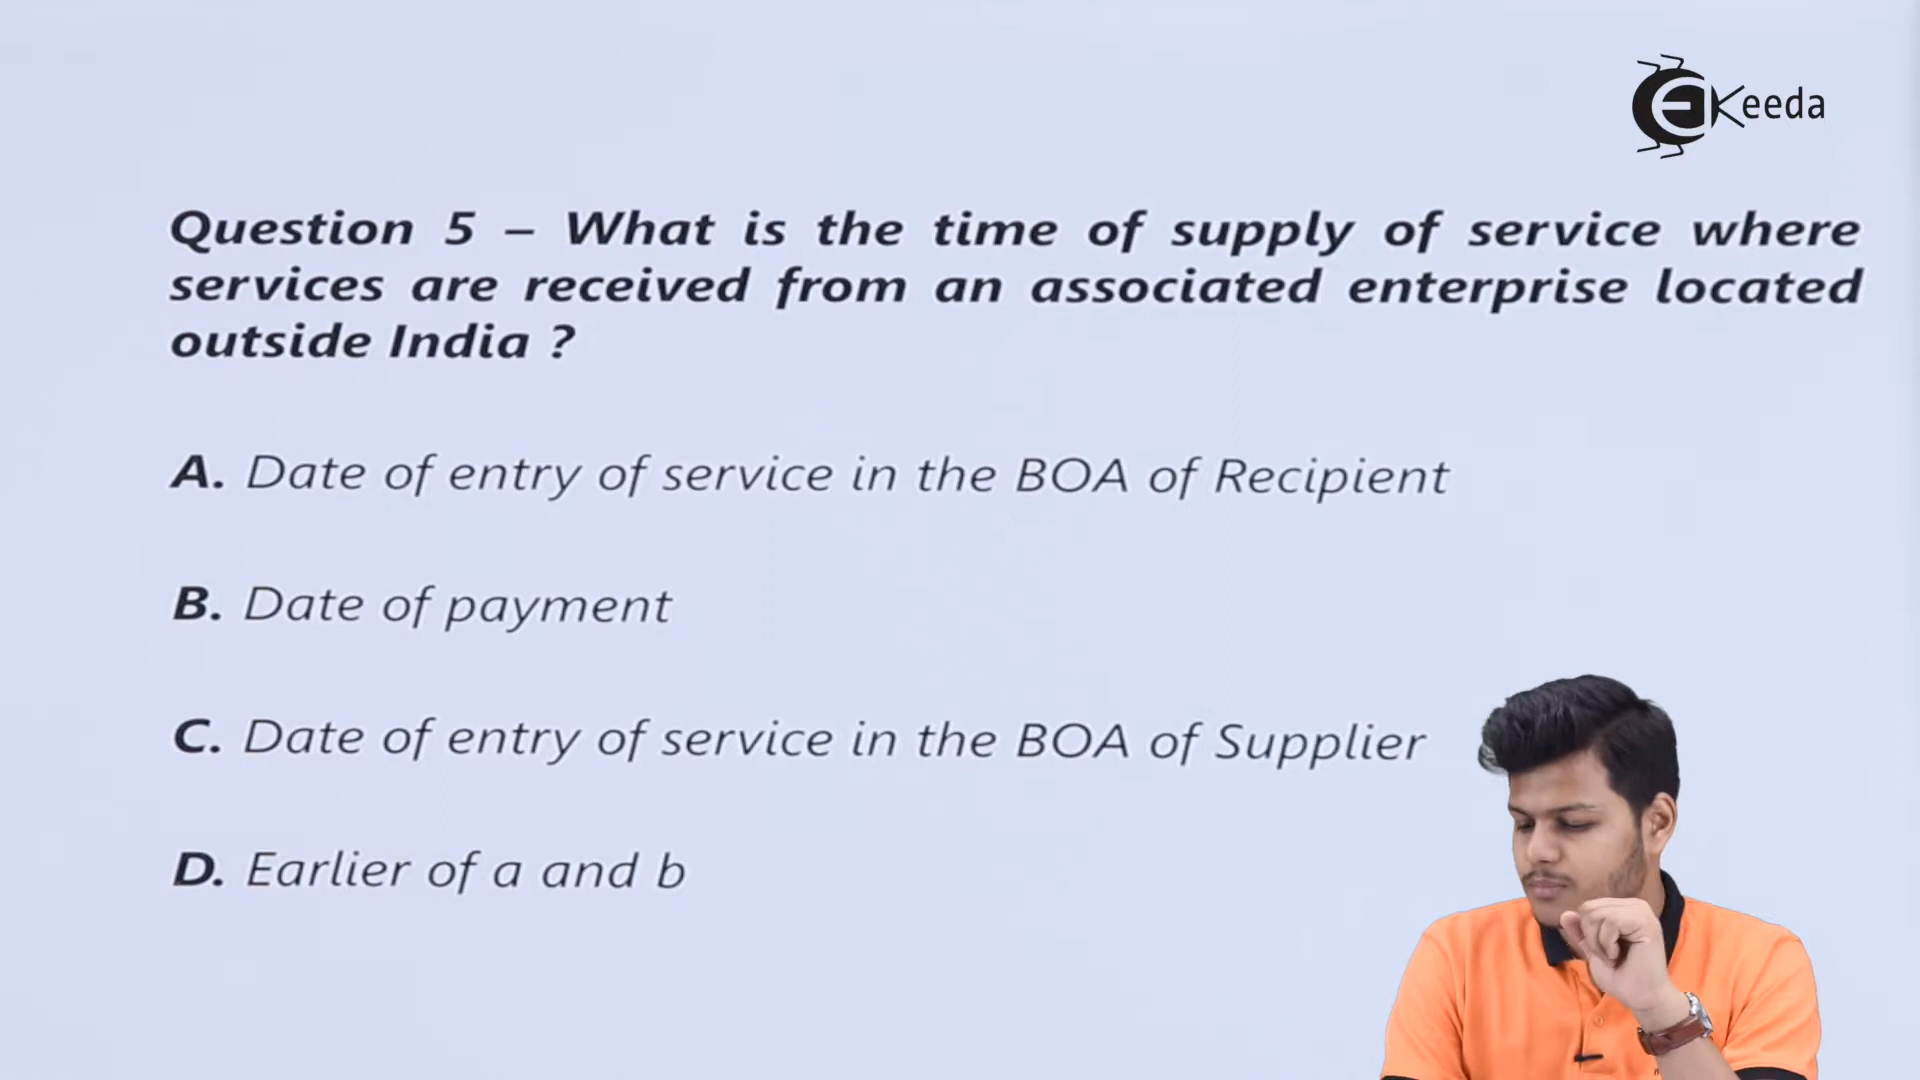 Keeda
Question 5 – What is the time of supply of service where
services are received from an associated enterprise located
outside India ?
A. Date of entry of service in the BOA of Recipient
B. Date of payment
C. Date of entry of service in the BOA of Supplier
D. Earlier of a and b